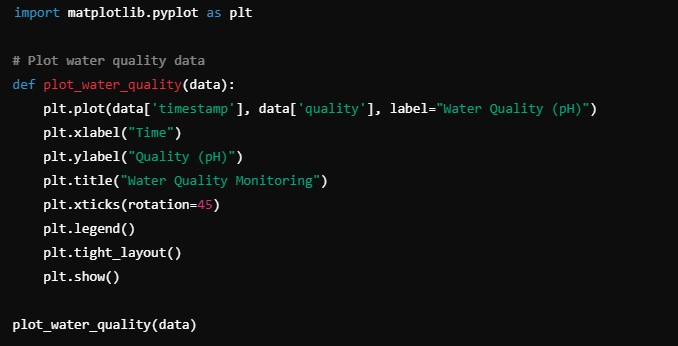 import matplotlib.pyplot as plt

# Plot water quality data
def plot_water_quality(data):
    plt.plot(data['timestamp'], data['quality'], label="Water Quality (pH)")
    plt.xlabel("Time")
    plt.ylabel("Quality (pH)")
    plt.title("Water Quality Monitoring")
    plt.xticks(rotation=45)
    plt.legend()
    plt.tight_layout()
    plt.show()

plot_water_quality(data)